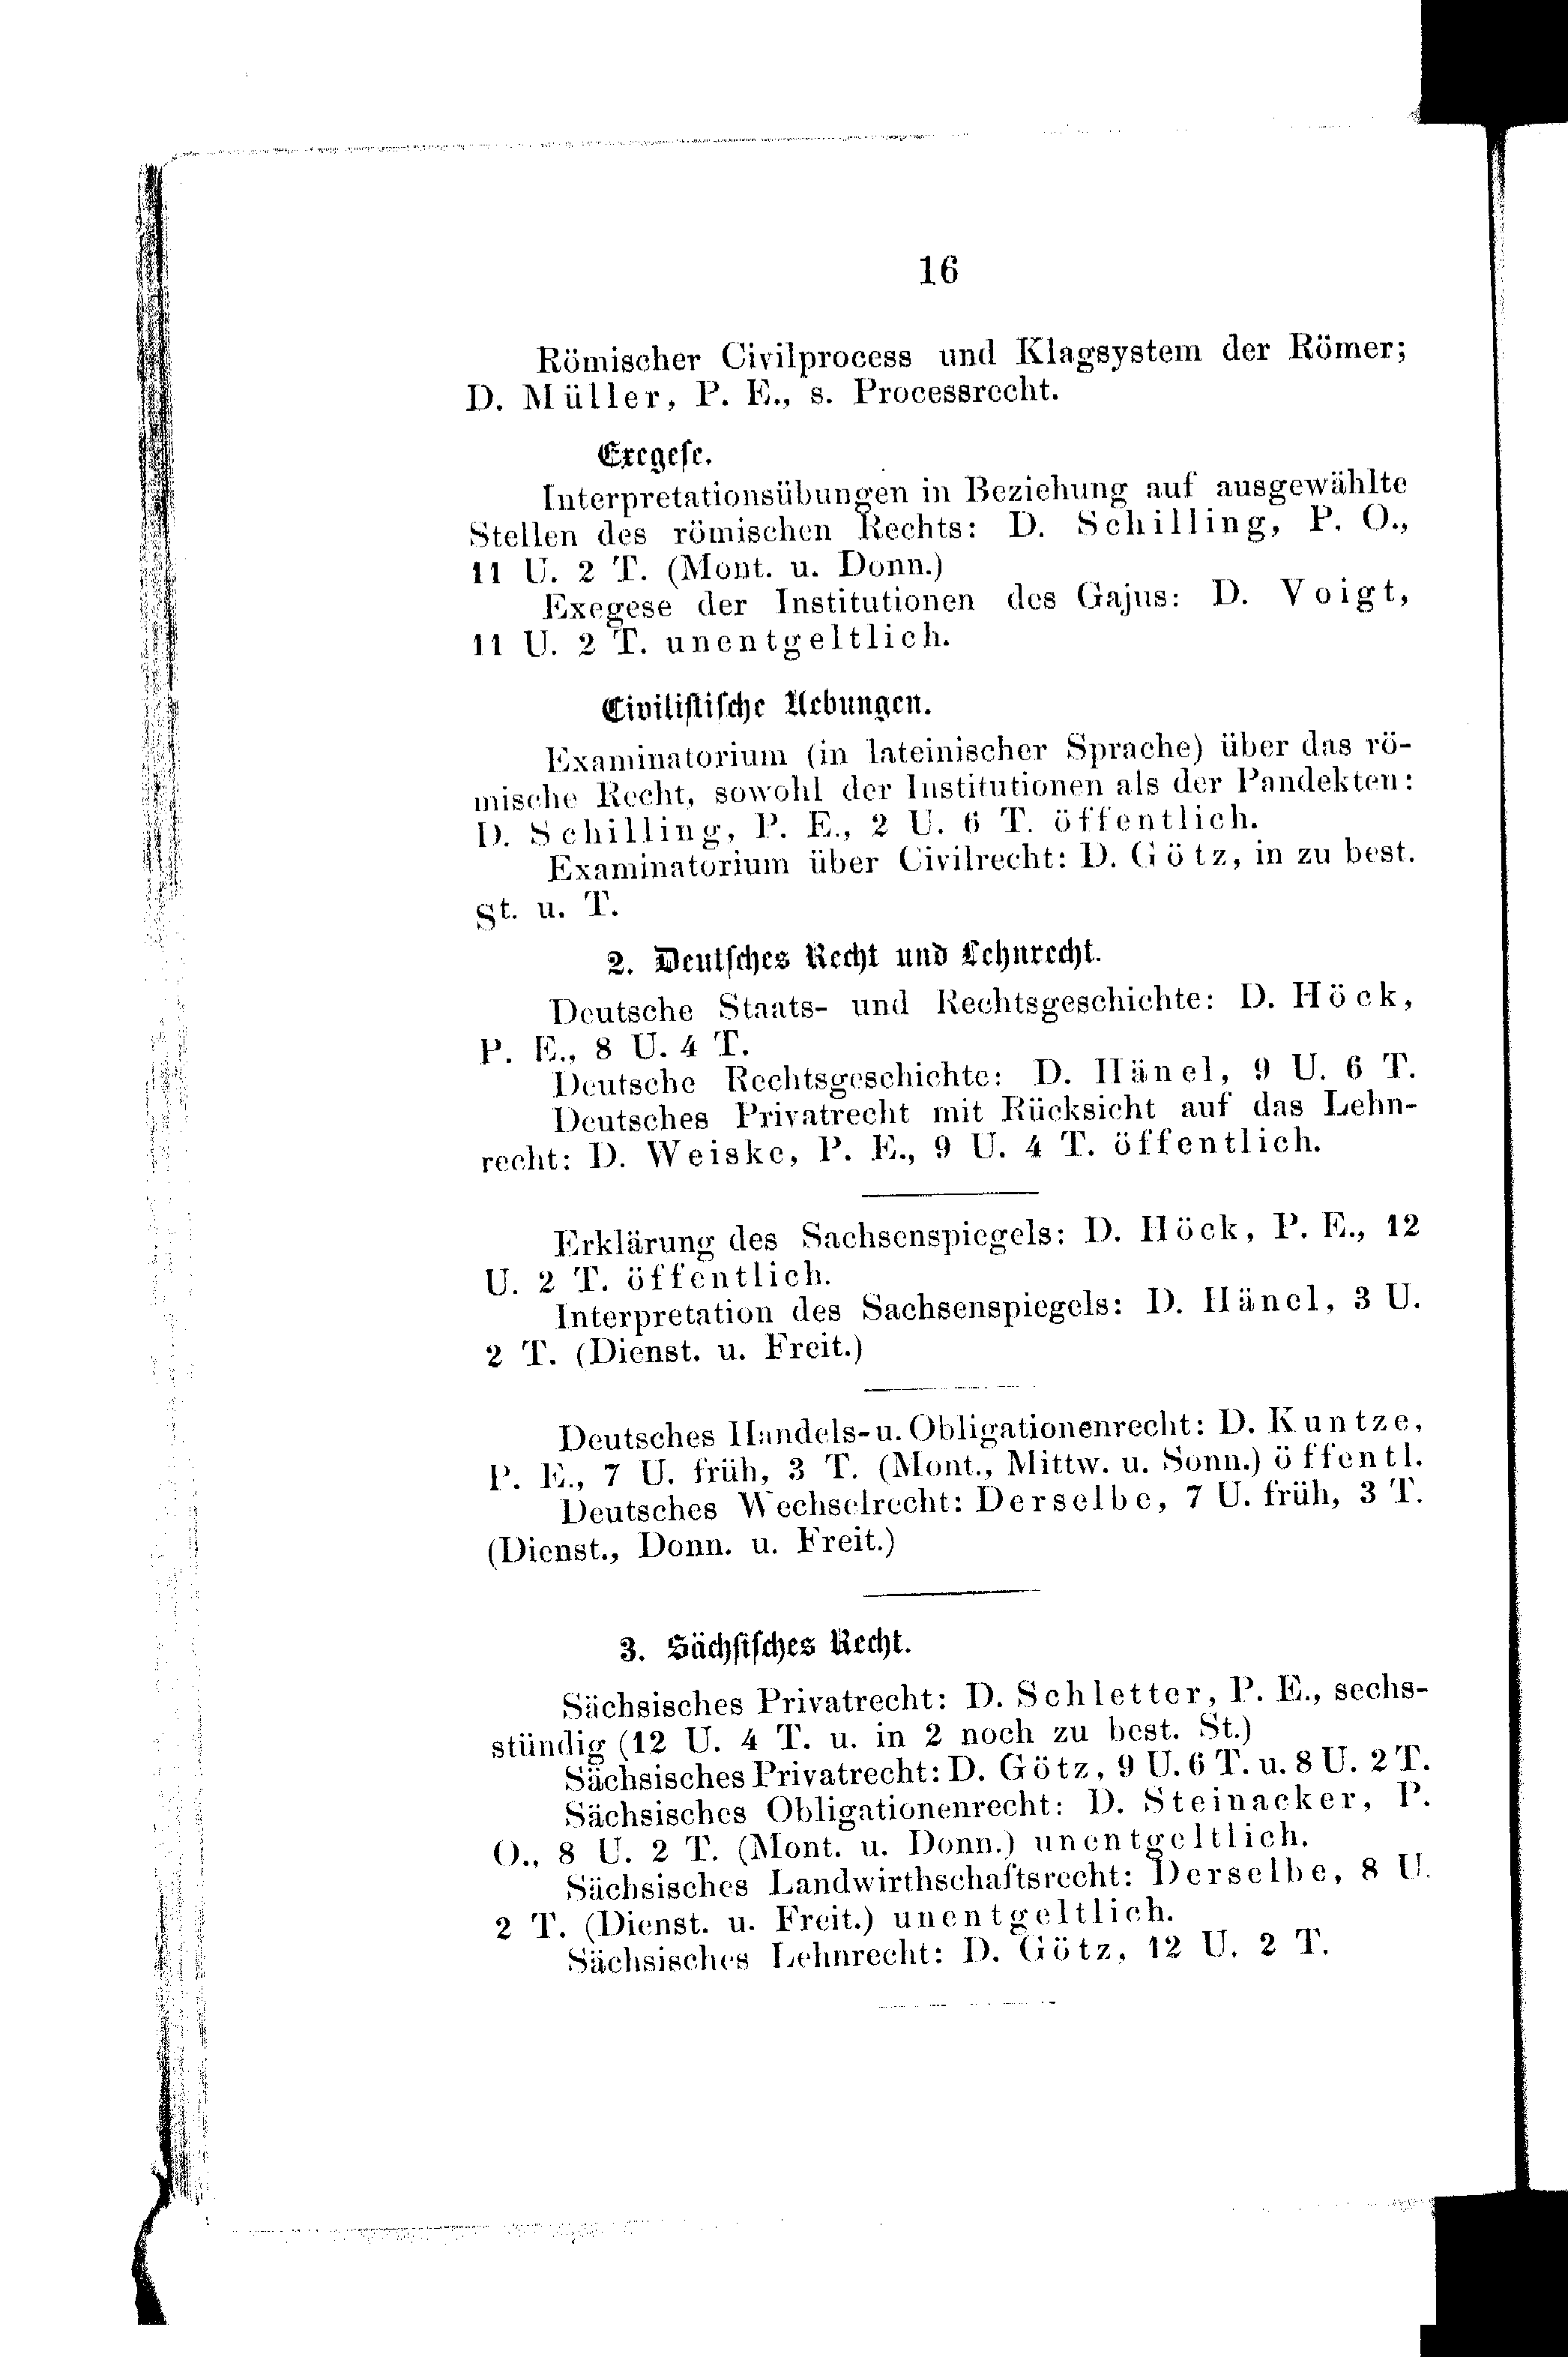 16
Römischer Civilprocess und Klagsystem der Römer;
D. Müller, P. E., s. Processrecht.
Exegese.
Interpretationsübungen in Beziehung auf ausgewählte
Stellen des römischen Rechts: D. Schilling, P. O.,
11 U. 2 T. (Mont. u. Donn.)
Exegese der Institutionen des Gajus: D. Voigt,
11 U. 2 T. unentgeltlich.
Civilistische Uebungen.
Examinatorium (in lateinischer Sprache) über das rö-
mische Recht, sowohl der Institutionen als der Pandekten:
D. Schilling, P. E., 2 U. 6 T. öffentlich.
Examinatorium über Civilrecht: D. Götz, in zu best.
St. u. T.
2. Deutsches Recht und Lehnrecht.
Deutsche Staats- und Rechtsgeschichte: D. Höck,
P. E., 8 U. 4 T.
Deutsche Rechtsgeschichte: D. Hänel, 9 U. 6 T.
Deutsches Privatrecht mit Rücksicht auf das Lehn-
recht: D. Weiske, P. E., 9 U. 4 T. öffentlich.
Erklärung des Sachsenspiegels: D. Höck, P. E., 12
U. 2 T. öffentlich.
Interpretation des Sachsenspiegels: D. Hänel, 3 U.
2 T. (Dienst. u. Freit.)
Deutsches Handels- u. Obligationenrecht: D. Kuntze,
P. E., 7 U. früh, 3 T. (Mont., Mittw. u. Sonn.) öffentl.
Deutsches Wechselrecht: Derselbe, 7 U. früh, 3 T.
(Dienst., Donn. u. Freit.)
3. Sächsisches Recht.
Sächsisches Privatrecht: D. Schletter, P. E., sechs-
stündig (12 U. 4 T. u. in 2 noch zu best. St.)
Sächsisches Privatrecht: D. Götz, 9 U. 6 T. u. 8 U. 2 T.
Sächsisches Obligationenrecht: D. Steinacker, P.
O., 8 U. 2 T. (Mont. u. Donn.) unentgeltlich.
Sächsisches Landwirthschaftsrecht: Derselbe, 8 U.
2 T. (Dienst. u. Freit.) unentgeltlich.
Sächsisches Lehnrecht: D. Götz, 12 U. 2 T.